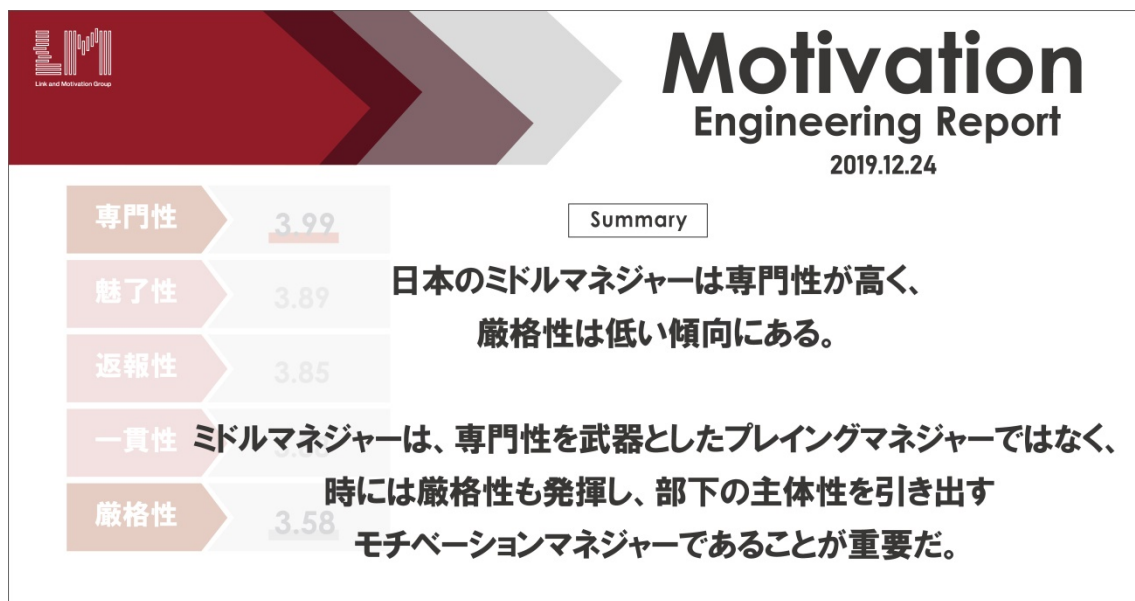 Link and Motivation Group
Motivation
Engineering Report
2019.12.24
Summary
専門性 3.99
魅了性 3.89
返報性 3.85
一貫性
厳格性 3.58
日本のミドルマネジャーは専門性が高く、
厳格性は低い傾向にある。
ミドルマネジャーは、専門性を武器としたプレイングマネジャーではなく、
時には厳格性も発揮し、部下の主体性を引き出す
モチベーションマネジャーであることが重要だ。